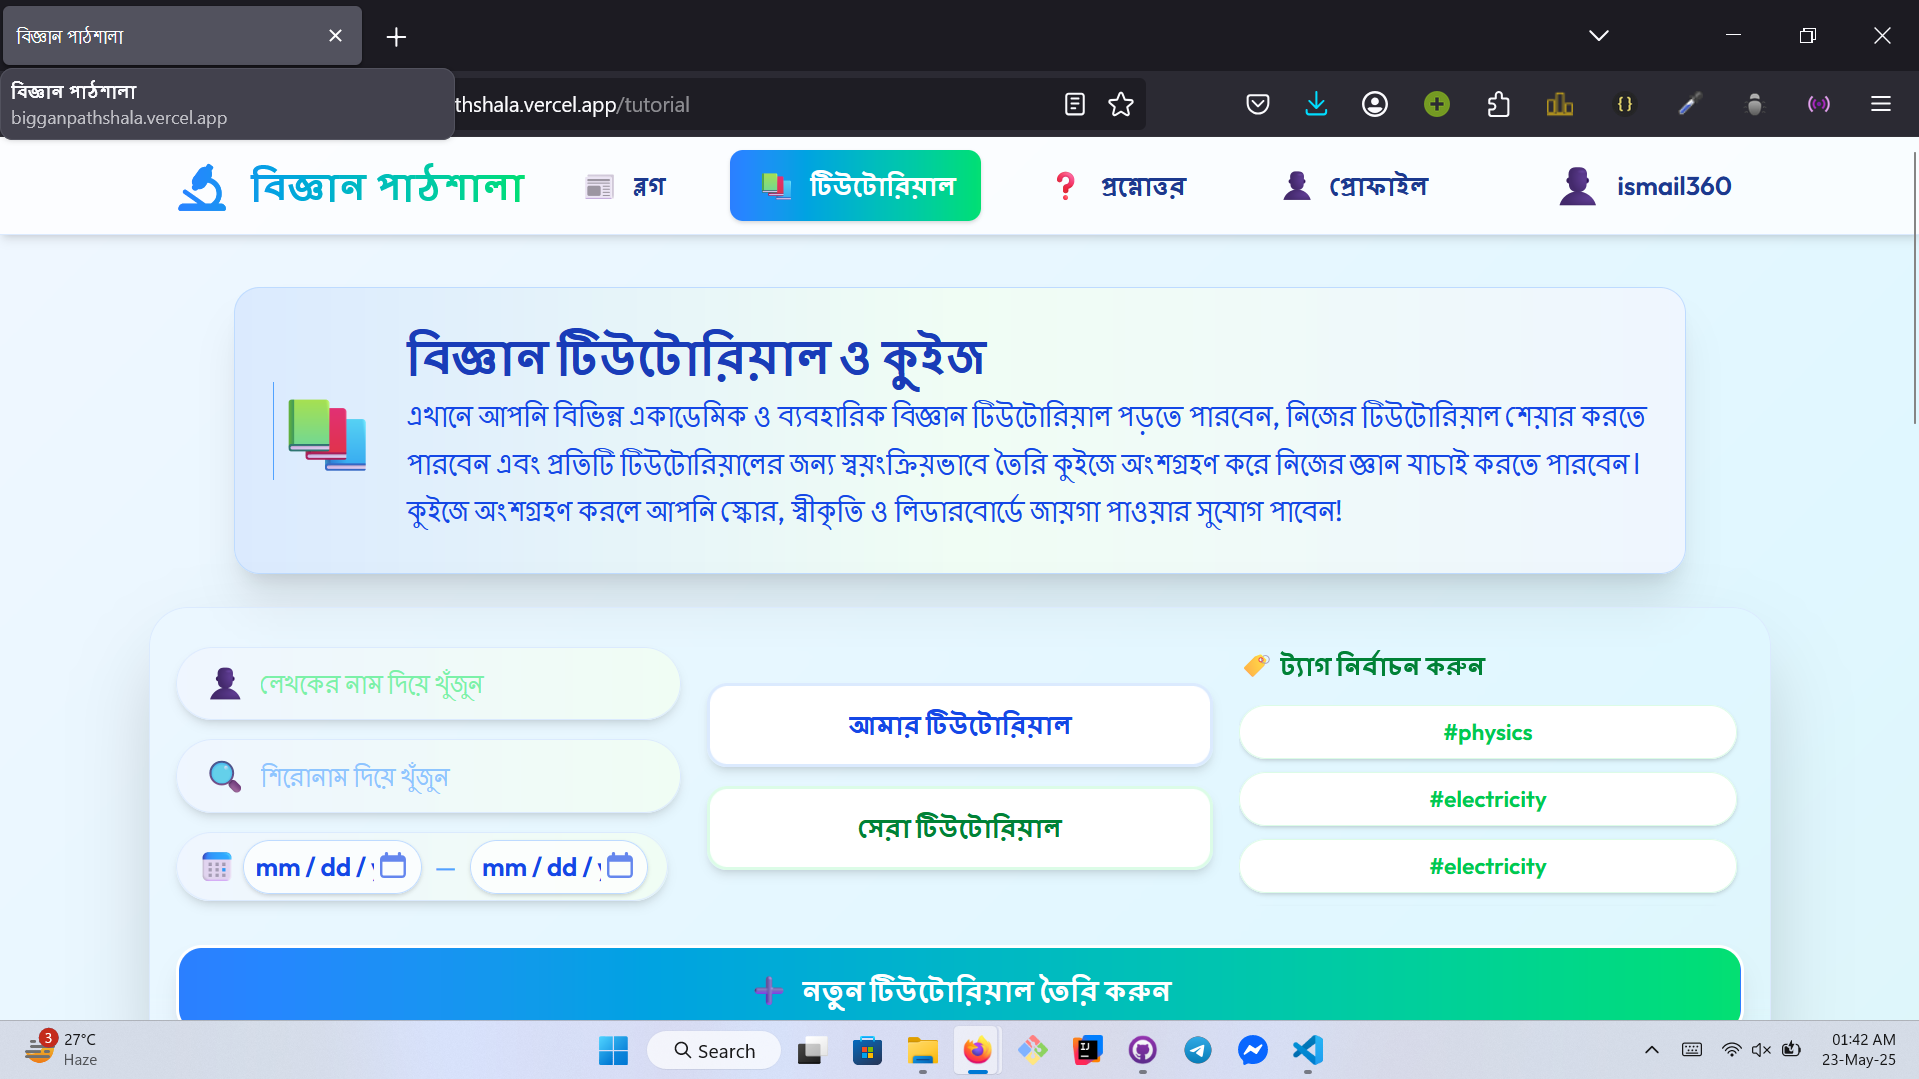 বিজ্ঞান পাঠশালা
বিজ্ঞান পাঠশালা
bigganpathshala.vercel.app
thshala.vercel.app/tutorial
বিজ্ঞান পাঠশালা
ব্লগ
টিউটোরিয়াল
প্রশ্নোত্তর
প্রোফাইল
ismail360
বিজ্ঞান টিউটোরিয়াল ও কুইজ
এখানে আপনি বিভিন্ন একাডেমিক ও ব্যবহারিক বিজ্ঞান টিউটোরিয়াল পড়তে পারবেন, নিজের টিউটোরিয়াল শেয়ার করতে
পারবেন এবং প্রতিটি টিউটোরিয়ালের জন্য স্বয়ংক্রিয়ভাবে তৈরি কুইজে অংশগ্রহণ করে নিজের জ্ঞান যাচাই করতে পারবেন।
কুইজে অংশগ্রহণ করলে আপনি স্কোর, স্বীকৃতি ও লিডারবোর্ডে জায়গা পাওয়ার সুযোগ পাবেন!
লেখকের নাম দিয়ে খুঁজুন
শিরোনাম দিয়ে খুঁজুন
mm / dd / y — mm / dd / y
আমার টিউটোরিয়াল
সেরা টিউটোরিয়াল
ট্যাগ নির্বাচন করুন
#physics
#electricity
#electricity
নতুন টিউটোরিয়াল তৈরি করুন
3
27°C
Haze
Search
01:42 AM
23-May-25